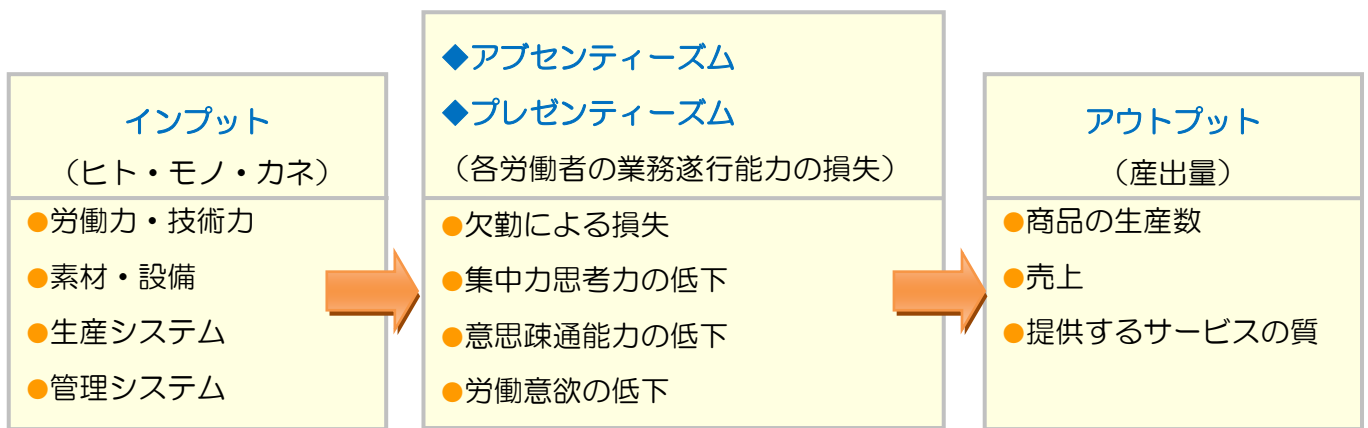 インプット
（ヒト・モノ・カネ）
●労働力・技術力
●素材・設備
●生産システム
●管理システム
◆アブセンティーズム
◆プレゼンティーズム
（各労働者の業務遂行能力の損失）
●欠勤による損失
●集中力思考力の低下
●意思疎通能力の低下
●労働意欲の低下
アウトプット
（産出量）
●商品の生産数
●売上
●提供するサービスの質